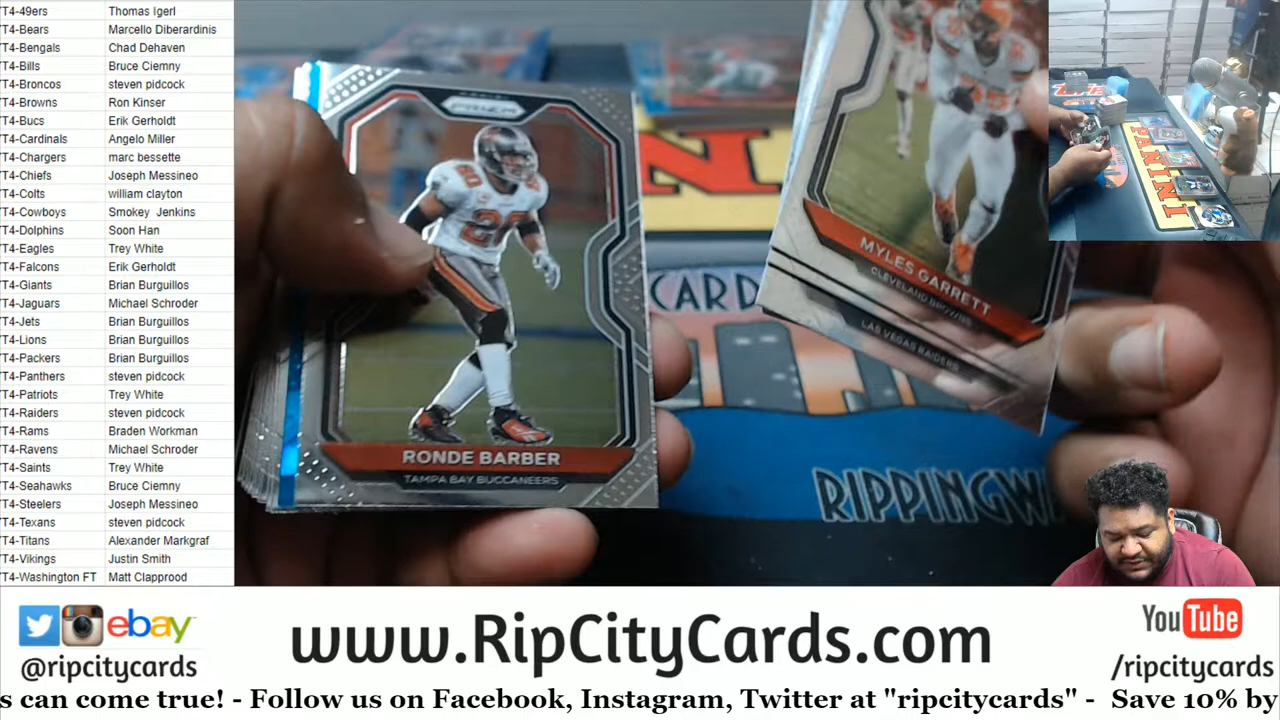 T4-49ers Thomas Igerl
T4-Bears Marcello Diberardinis
T4-Bengals Chad Dehaven
T4-Bills Bruce Ciemny
T4-Broncos steven pidcock
T4-Browns Ron Kinser
T4-Bucs Erik Gerholdt
T4-Cardinals Angelo Miller
T4-Chargers marc bessette
T4-Chiefs Joseph Messineo
T4-Colts william clayton
T4-Cowboys Smokey Jenkins
T4-Dolphins Soon Han
T4-Eagles Trey White
T4-Falcons Erik Gerholdt
T4-Giants Brian Burguillos
T4-Jaguars Michael Schroder
T4-Jets Brian Burguillos
T4-Lions Brian Burguillos
T4-Packers Brian Burguillos
T4-Panthers steven pidcock
T4-Patriots Trey White
T4-Raiders steven pidcock
T4-Rams Braden Workman
T4-Ravens Michael Schroder
T4-Saints Trey White
T4-Seahawks Bruce Ciemny
T4-Steelers Joseph Messineo
T4-Texans steven pidcock
T4-Titans Alexander Markgraf
T4-Vikings Justin Smith
T4-Washington FT Matt Clapprood
PRIZM
20
RONDE BARBER
TAMPA BAY BUCCANEERS
MYLES GARRETT
CLEVELAND BROWNS
LAS VEGAS RAIDERS
CARD
RIPPINGW
PANINI
ebay
@ripcitycards
www.RipCityCards.com
YouTube
/ripcitycards
s can come true! - Follow us on Facebook, Instagram, Twitter at "ripcitycards" - Save 10% by